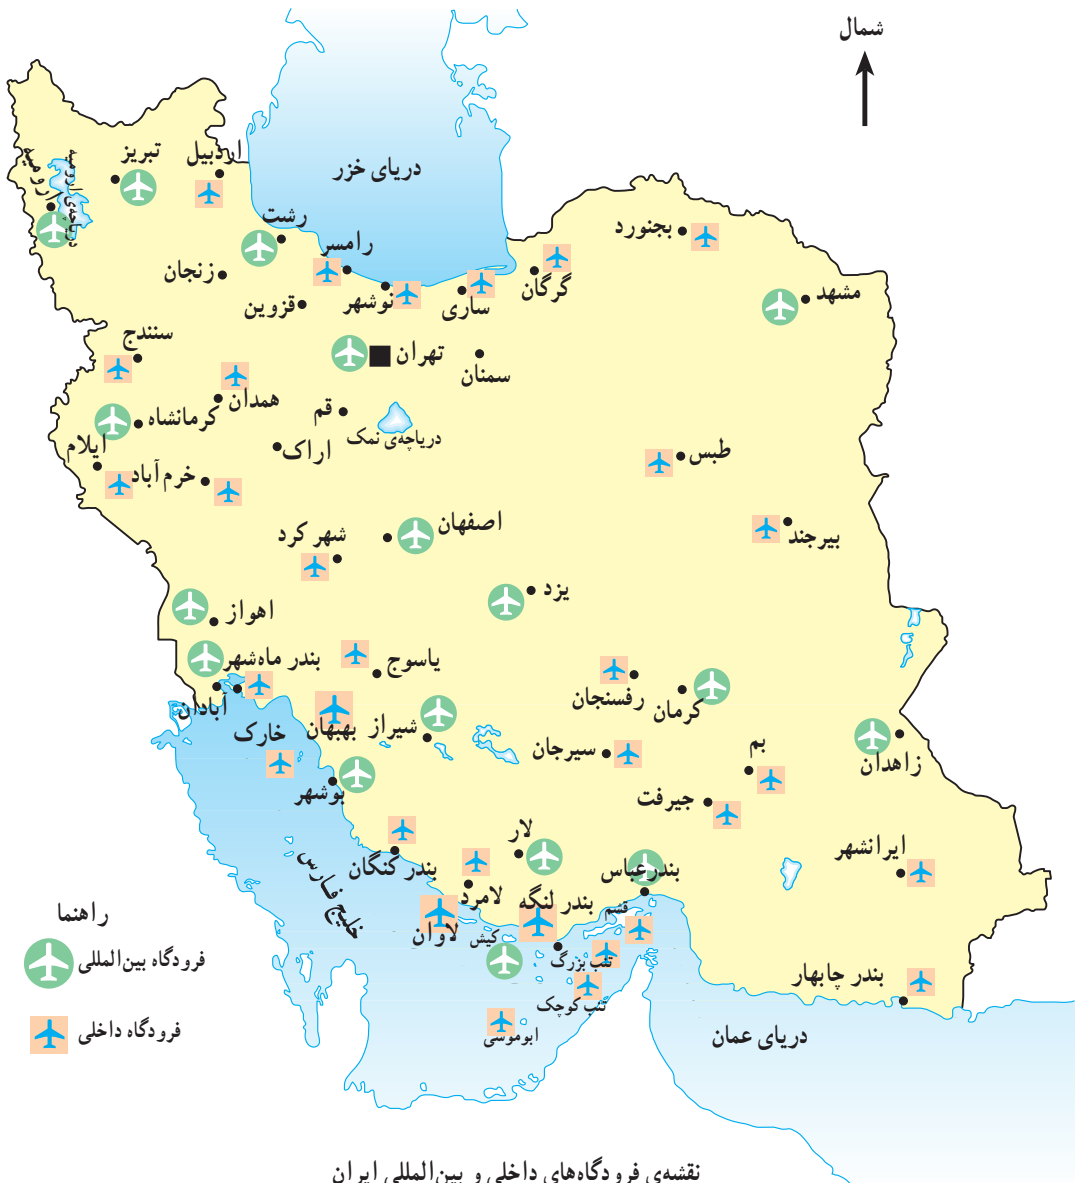 شمال
دریای خزر
تبریز
اردبیل
ارومیه
دریاچه‌ی ارومیه
رشت
رامسر
زنجان
قزوین
نوشهر
ساری
گرگان
بجنورد
مشهد
سنندج
تهران
سمنان
همدان
کرمانشاه
قم
دریاچه‌ی نمک
ایلام
اراک
خرم‌آباد
طبس
اصفهان
شهر کرد
بیرجند
یزد
اهواز
بندر ماه‌شهر
یاسوج
رفسنجان
کرمان
آبادان
خارک
بهبهان
شیراز
سیرجان
بم
زاهدان
بوشهر
جیرفت
لار
ایرانشهر
بندر کنگان
بندرعباس
خلیج فارس
لامرد
بندر لنگه
قشم
لاوان
کیش
تنب بزرگ
بندر چابهار
تنب کوچک
ابوموسی
دریای عمان
راهنما
فرودگاه بین‌المللی
فرودگاه داخلی
نقشه‌ی فرودگاه‌های داخلی و بین‌المللی ایران